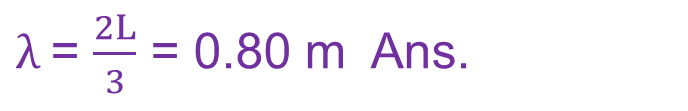 λ = 2L/3 = 0.80 m Ans.